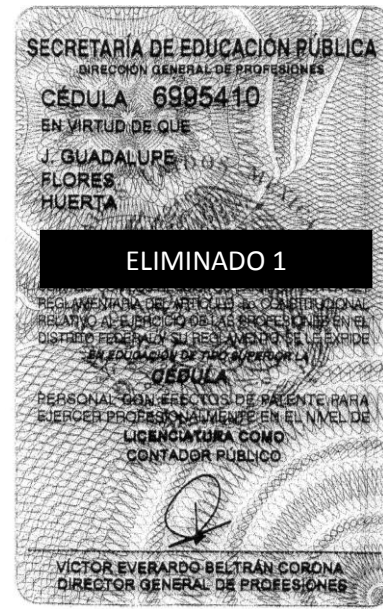 SECRETARÍA DE EDUCACIÓN PÚBLICA
DIRECCIÓN GENERAL DE PROFESIONES
CÉDULA 6995410
EN VIRTUD DE QUE
J. GUADALUPE
FLORES
HUERTA
ELIMINADO 1
REGLAMENTARIA DEL ARTÍCULO 5o. CONSTITUCIONAL
RELATIVO AL EJERCICIO DE LAS PROFESIONES EN EL
DISTRITO FEDERAL Y SU REGLAMENTO SE LE EXPIDE
EN EDUCACIÓN DE TIPO SUPERIOR LA
CÉDULA
PERSONAL CON EFECTOS DE PATENTE PARA
EJERCER PROFESIONALMENTE EN EL NIVEL DE
LICENCIATURA COMO
CONTADOR PÚBLICO
VÍCTOR EVERARDO BELTRÁN CORONA
DIRECTOR GENERAL DE PROFESIONES